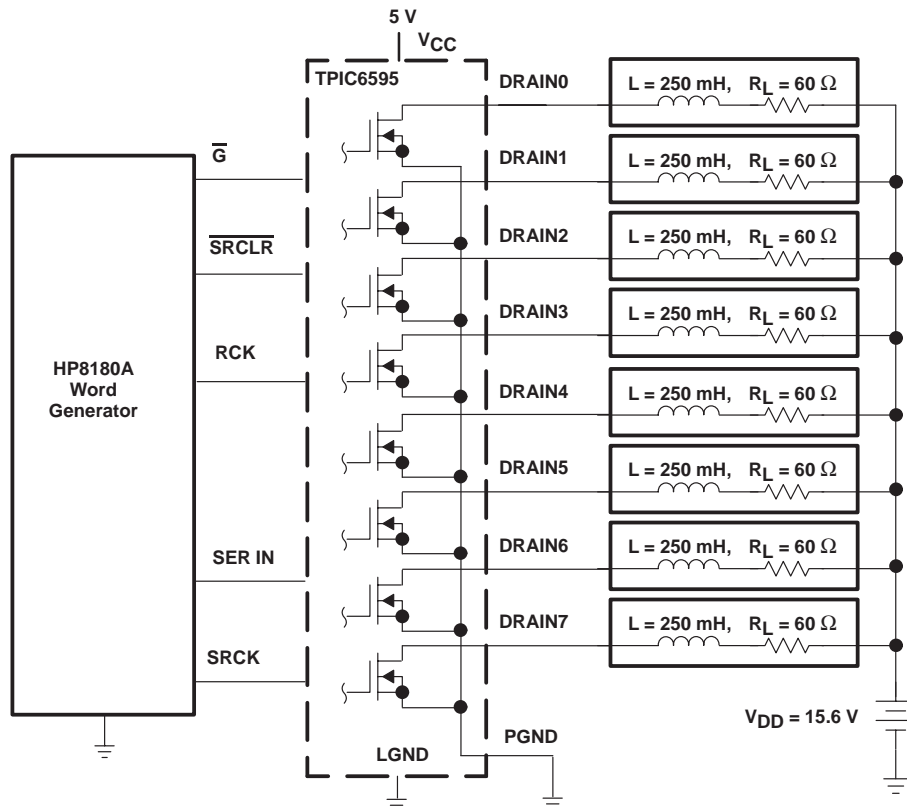 5 V
VCC
TPIC6595
DRAIN0
L = 250 mH, RL = 60 Ω
G
DRAIN1
L = 250 mH, RL = 60 Ω
SRCLR
DRAIN2
L = 250 mH, RL = 60 Ω
RCK
DRAIN3
L = 250 mH, RL = 60 Ω
HP8180A
Word
Generator
DRAIN4
L = 250 mH, RL = 60 Ω
DRAIN5
L = 250 mH, RL = 60 Ω
SER IN
DRAIN6
L = 250 mH, RL = 60 Ω
SRCK
DRAIN7
L = 250 mH, RL = 60 Ω
VDD = 15.6 V
LGND
PGND